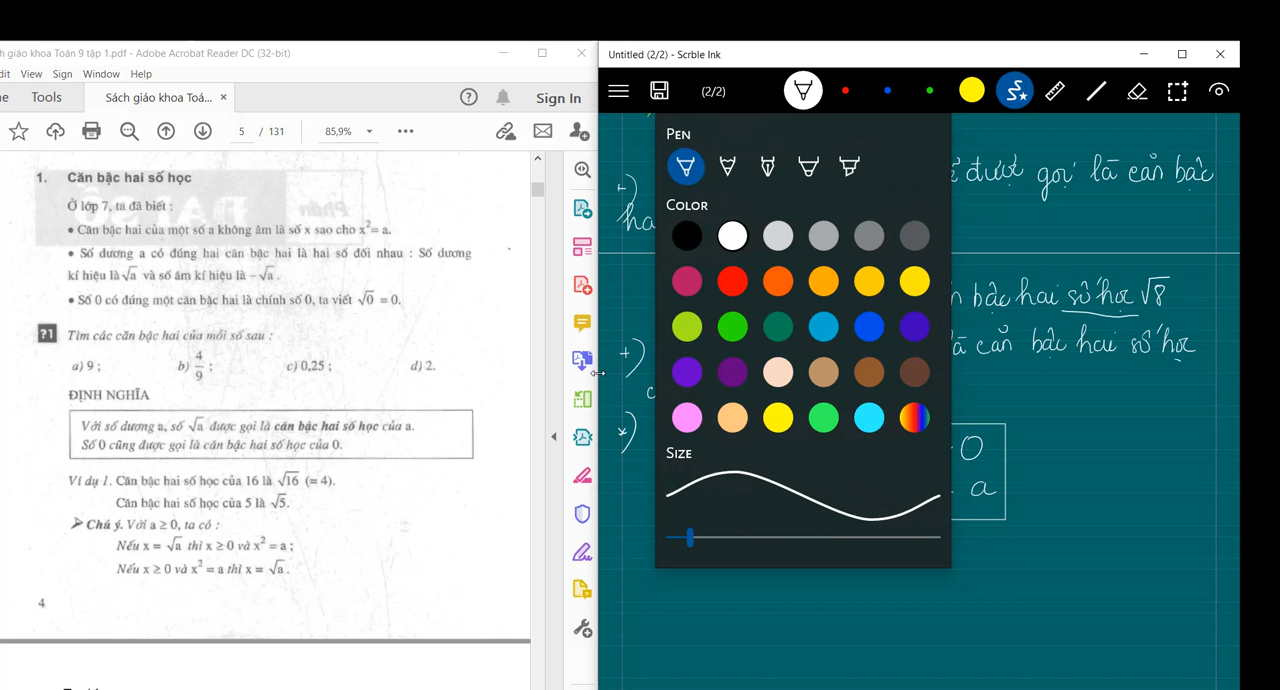 h giáo khoa Toán 9 tập 1.pdf - Adobe Acrobat Reader DC (32-bit)
dit View Sign Window Help
e Tools Sách giáo khoa Toá... × Sign In
5 / 131 85,9%
1. Căn bậc hai số học
Ở lớp 7, ta đã biết :
• Căn bậc hai của một số a không âm là số x sao cho x² = a.
• Số dương a có đúng hai căn bậc hai là hai số đối nhau : Số dương
kí hiệu là √a và số âm kí hiệu là −√a .
• Số 0 có đúng một căn bậc hai là chính số 0, ta viết √0 = 0.
?1 Tìm các căn bậc hai của mỗi số sau :
a) 9 ; b) 4/9 ; c) 0,25 ; d) 2.
ĐỊNH NGHĨA
Với số dương a, số √a được gọi là căn bậc hai số học của a.
Số 0 cũng được gọi là căn bậc hai số học của 0.
Ví dụ 1. Căn bậc hai số học của 16 là √16 (= 4).
Căn bậc hai số học của 5 là √5.
➤ Chú ý. Với a ≥ 0, ta có :
Nếu x = √a thì x ≥ 0 và x² = a ;
Nếu x ≥ 0 và x² = a thì x = √a .
4
Untitled (2/2) - Scrble Ink
(2/2)
Pen
Color
Size
+) được gọi là căn bậc
ha
bậc hai số học √8
+) căn bậc hai số học
c
*) 0
a